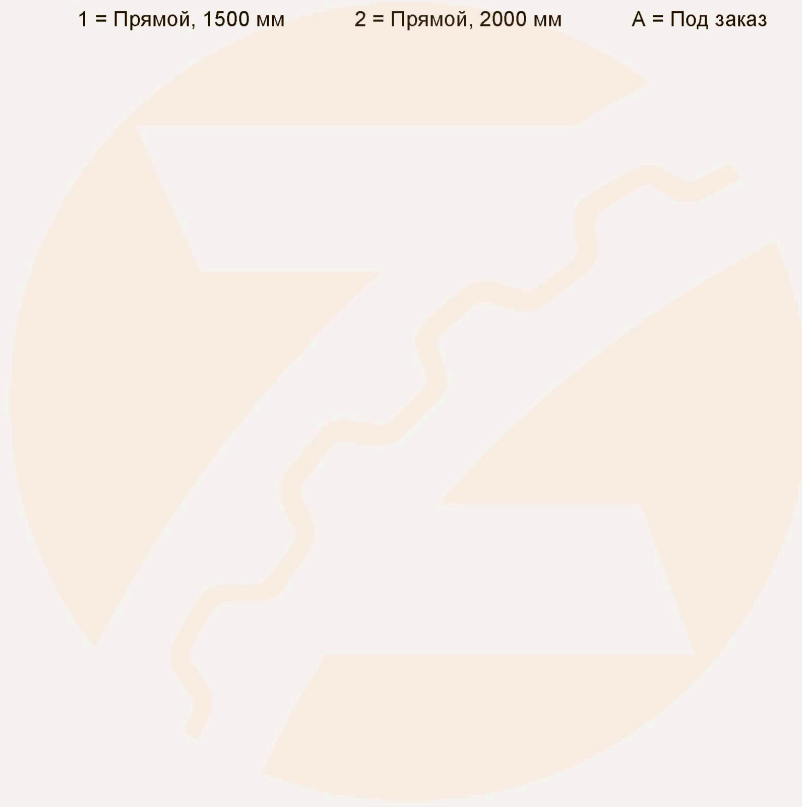 1 = Прямой, 1500 мм 2 = Прямой, 2000 мм А = Под заказ